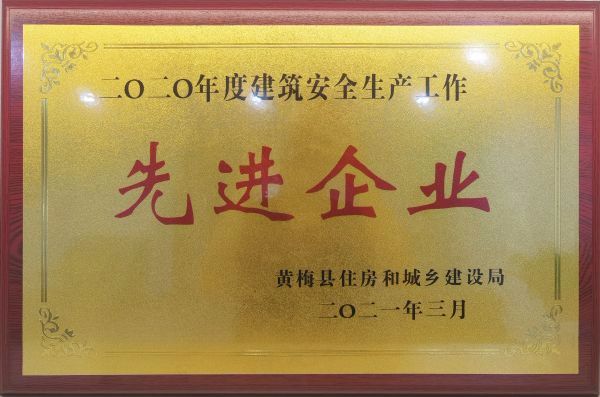 二〇二〇年度建筑安全生产工作
先进企业
黄梅县住房和城乡建设局
二〇二一年三月